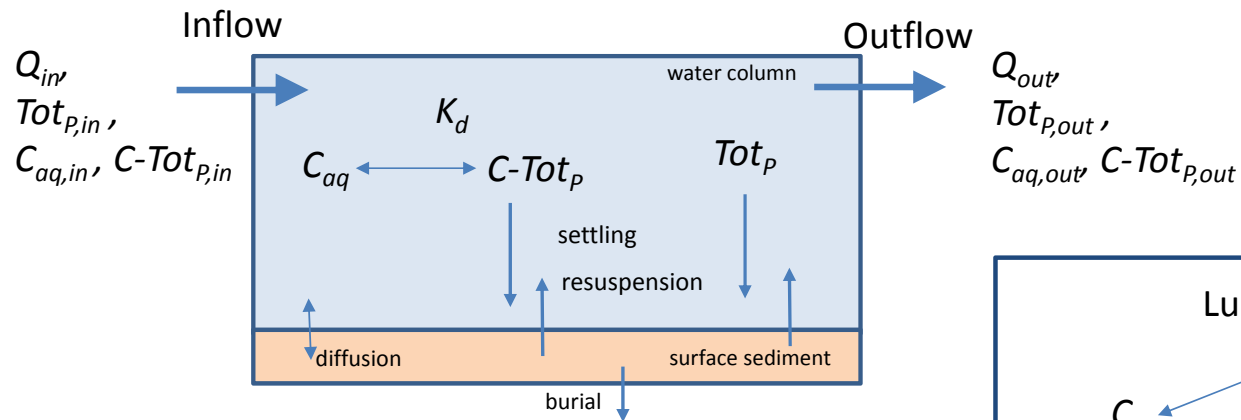 Inflow
Outflow
Q_in,
Tot_P,in ,
C_aq,in, C-Tot_P,in
water column
Q_out,
Tot_P,out ,
C_aq,out, C-Tot_P,out
K_d
C_aq
C-Tot_P
Tot_P
settling
resuspension
diffusion
surface sediment
burial
Lu
C